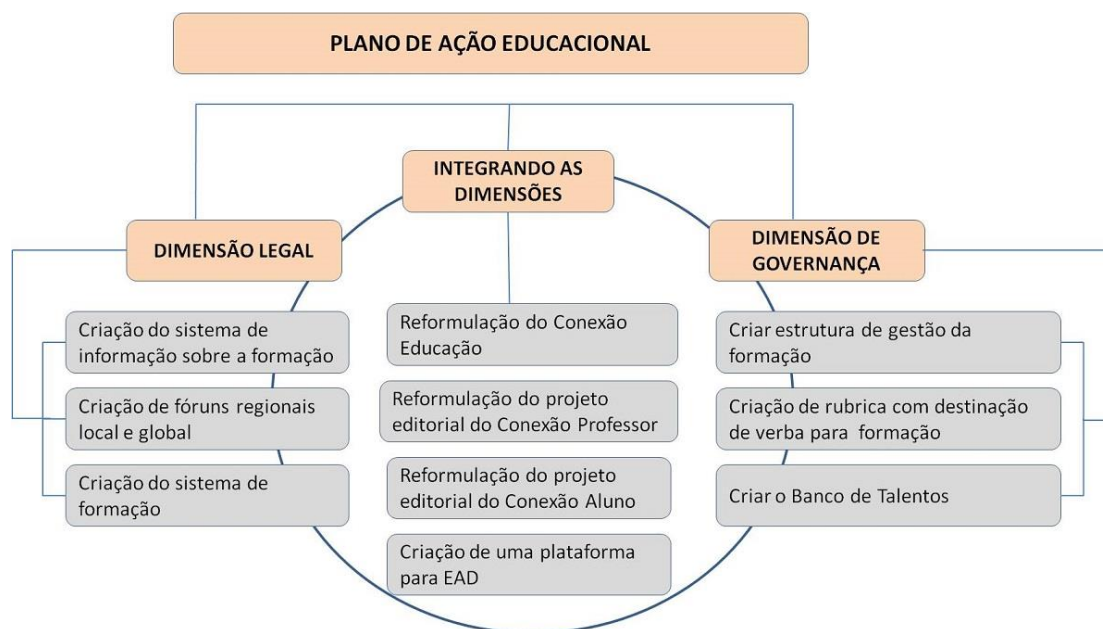 PLANO DE AÇÃO EDUCACIONAL
INTEGRANDO AS
DIMENSÕES
DIMENSÃO LEGAL
DIMENSÃO DE
GOVERNANÇA
Criação do sistema de
informação sobre a formação
Criação de fóruns regionais
local e global
Criação do sistema de
formação
Reformulação do Conexão
Educação
Reformulação do projeto
editorial do Conexão Professor
Reformulação do projeto
editorial do Conexão Aluno
Criação de uma plataforma
para EAD
Criar estrutura de gestão da
formação
Criação de rubrica com destinação
de verba para formação
Criar o Banco de Talentos